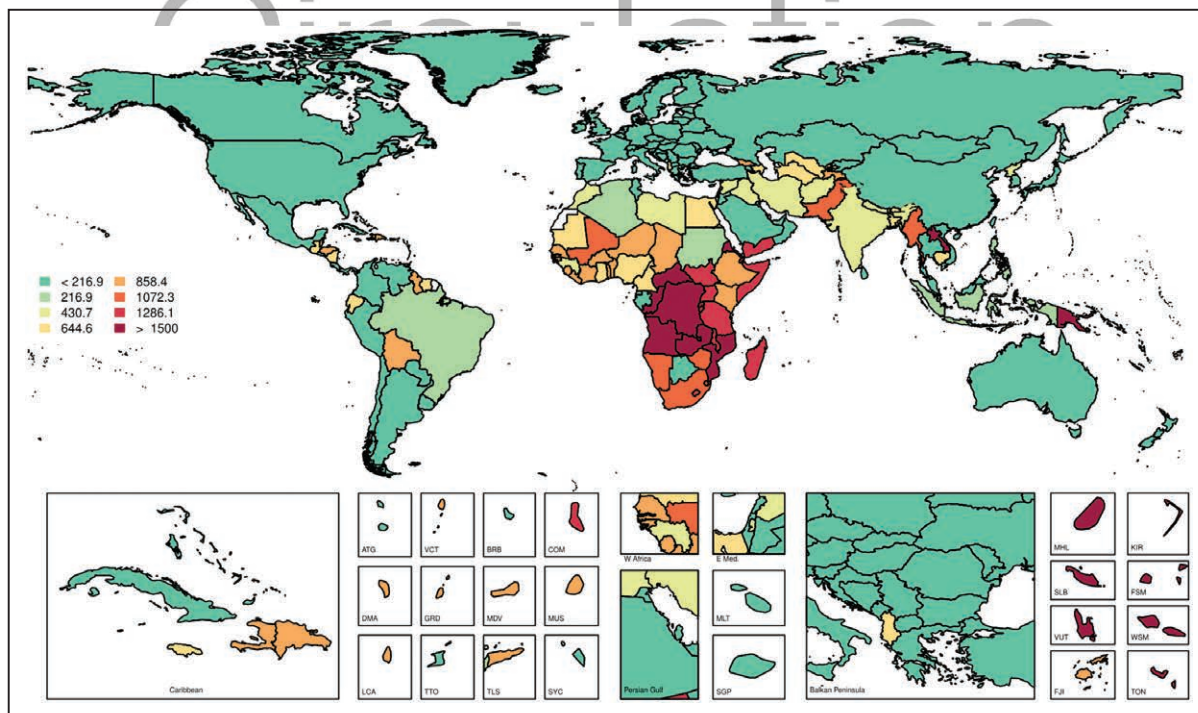 Circulation
< 216.9 858.4
216.9 1072.3
430.7 1286.1
644.6 > 1500
ATG VCT BRB COM
W Africa E Med.
MHL KIR
DMA GRD MDV MUS
SLB FSM
MLT
VUT WSM
Caribbean
LCA TTO TLS SYC
Persian Gulf
SGP
Balkan Peninsula
FJI TON